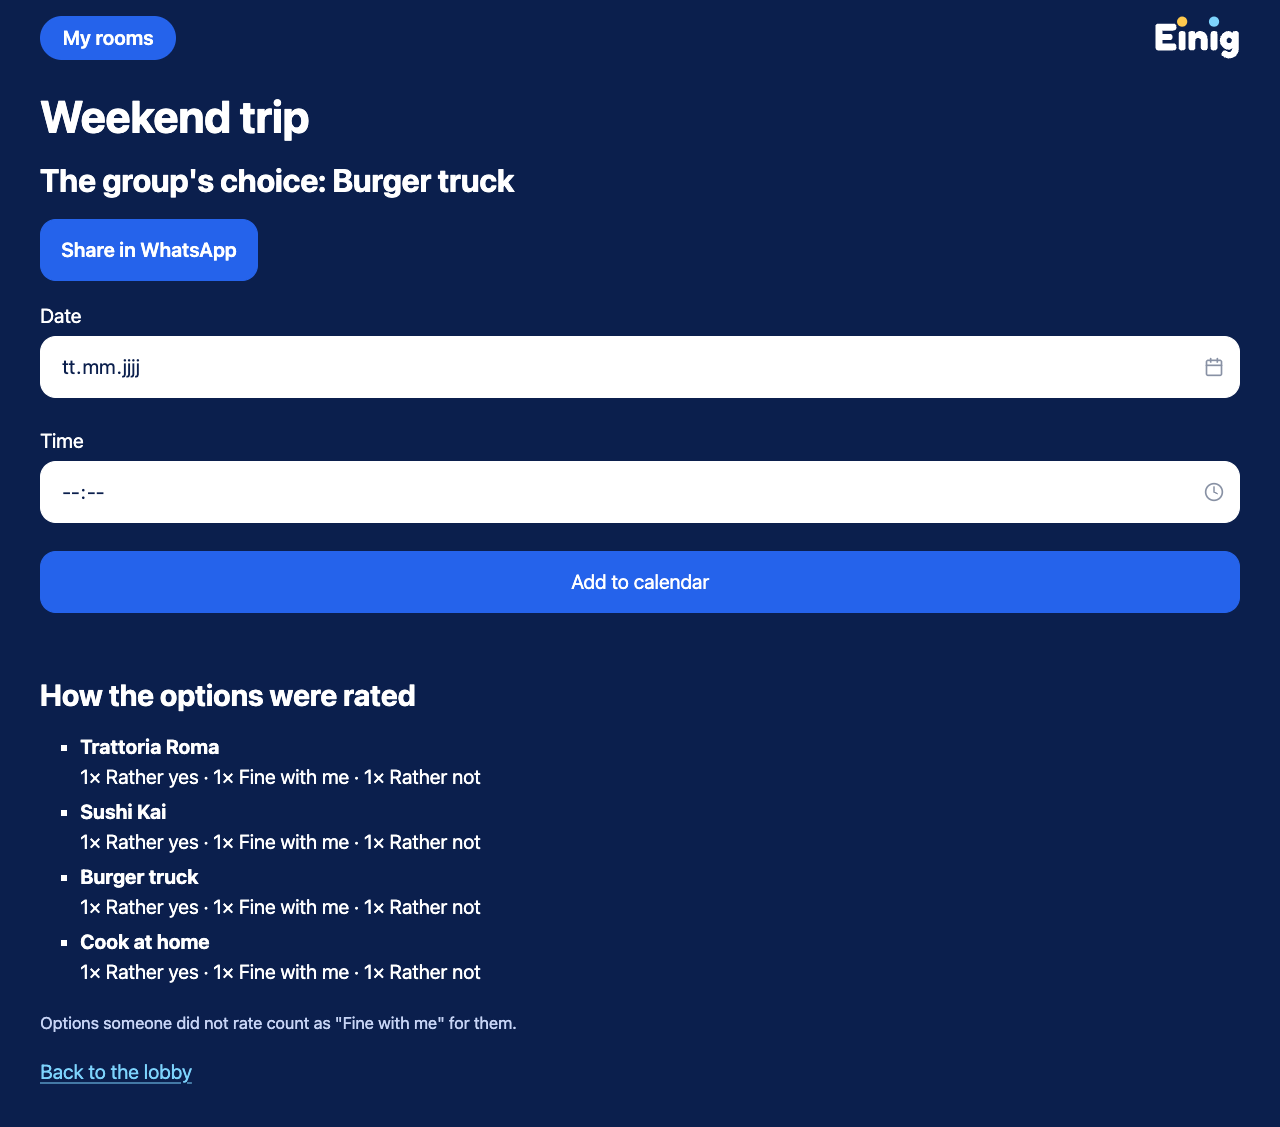 My rooms
Einig
Weekend trip
The group's choice: Burger truck
Share in WhatsApp
Date
tt.mm.jjjj
Time
--:--
Add to calendar
How the options were rated
Trattoria Roma
1× Rather yes · 1× Fine with me · 1× Rather not
Sushi Kai
1× Rather yes · 1× Fine with me · 1× Rather not
Burger truck
1× Rather yes · 1× Fine with me · 1× Rather not
Cook at home
1× Rather yes · 1× Fine with me · 1× Rather not
Options someone did not rate count as "Fine with me" for them.
Back to the lobby